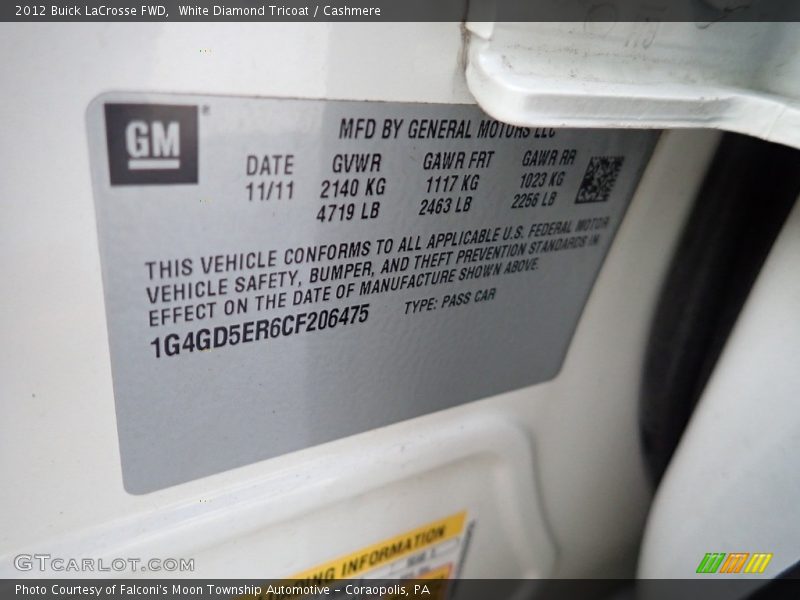 2012 Buick LaCrosse FWD, White Diamond Tricoat / Cashmere
GM
MFD BY GENERAL MOTORS LLC
DATE GVWR GAWR FRT GAWR RR
11/11 2140 KG 1117 KG 1023 KG
4719 LB 2463 LB 2256 LB
THIS VEHICLE CONFORMS TO ALL APPLICABLE U.S. FEDERAL MOTOR
VEHICLE SAFETY, BUMPER, AND THEFT PREVENTION STANDARDS IN
EFFECT ON THE DATE OF MANUFACTURE SHOWN ABOVE.
1G4GD5ER6CF206475 TYPE: PASS CAR
INFORMATION
GTCARLOT.COM
Photo Courtesy of Falconi's Moon Township Automotive – Coraopolis, PA